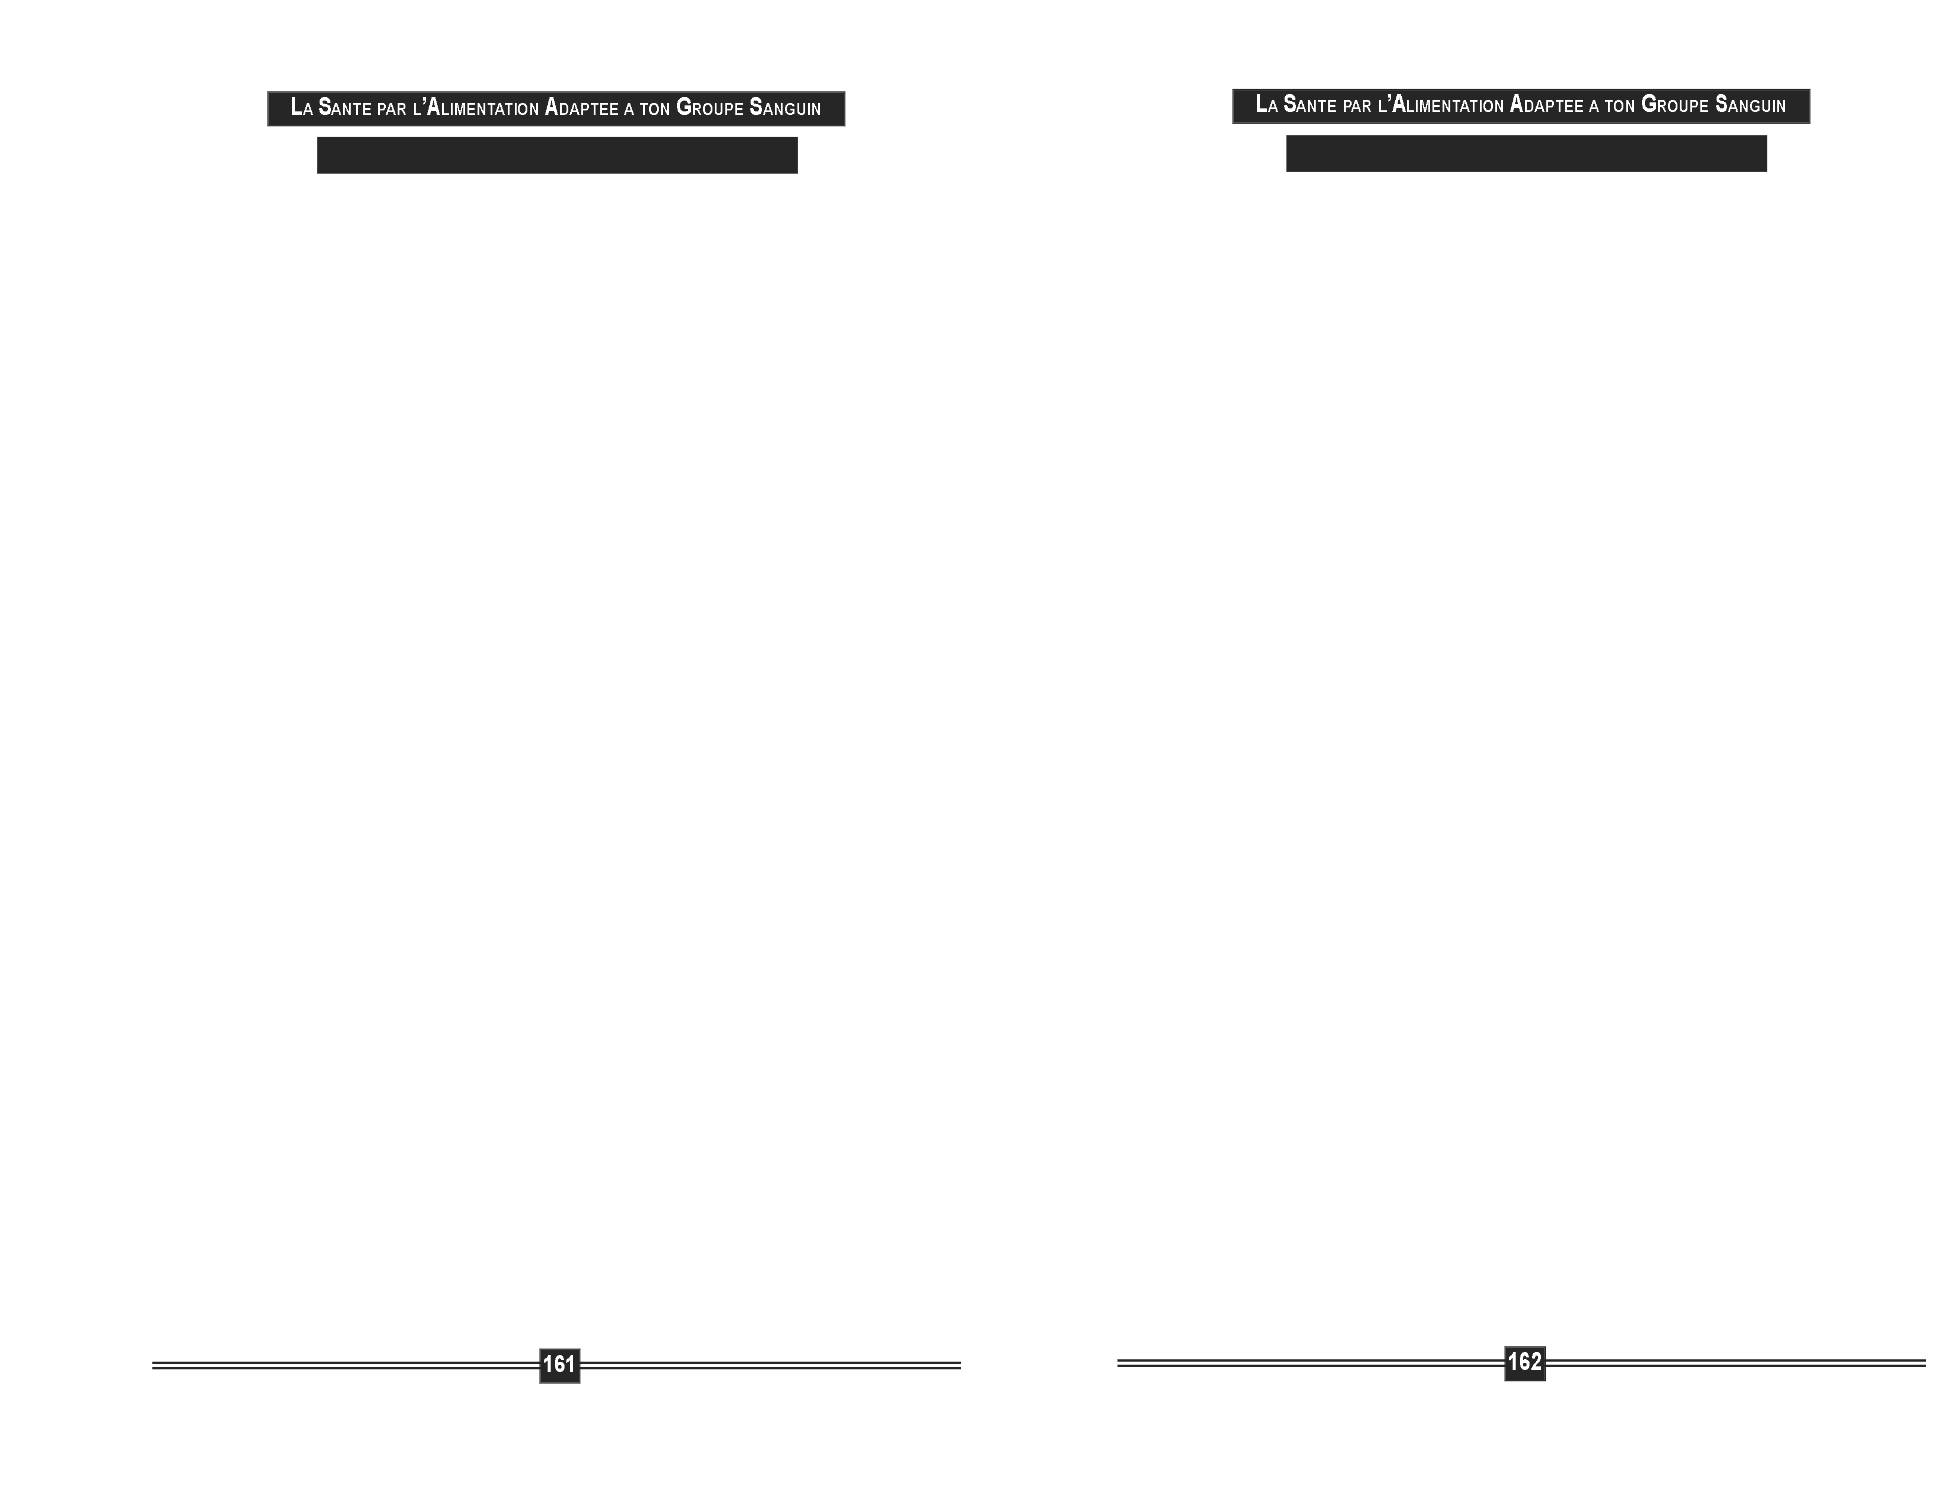 LA SANTE PAR L’ALIMENTATION ADAPTEE A TON GROUPE SANGUIN
161
LA SANTE PAR L’ALIMENTATION ADAPTEE A TON GROUPE SANGUIN
162